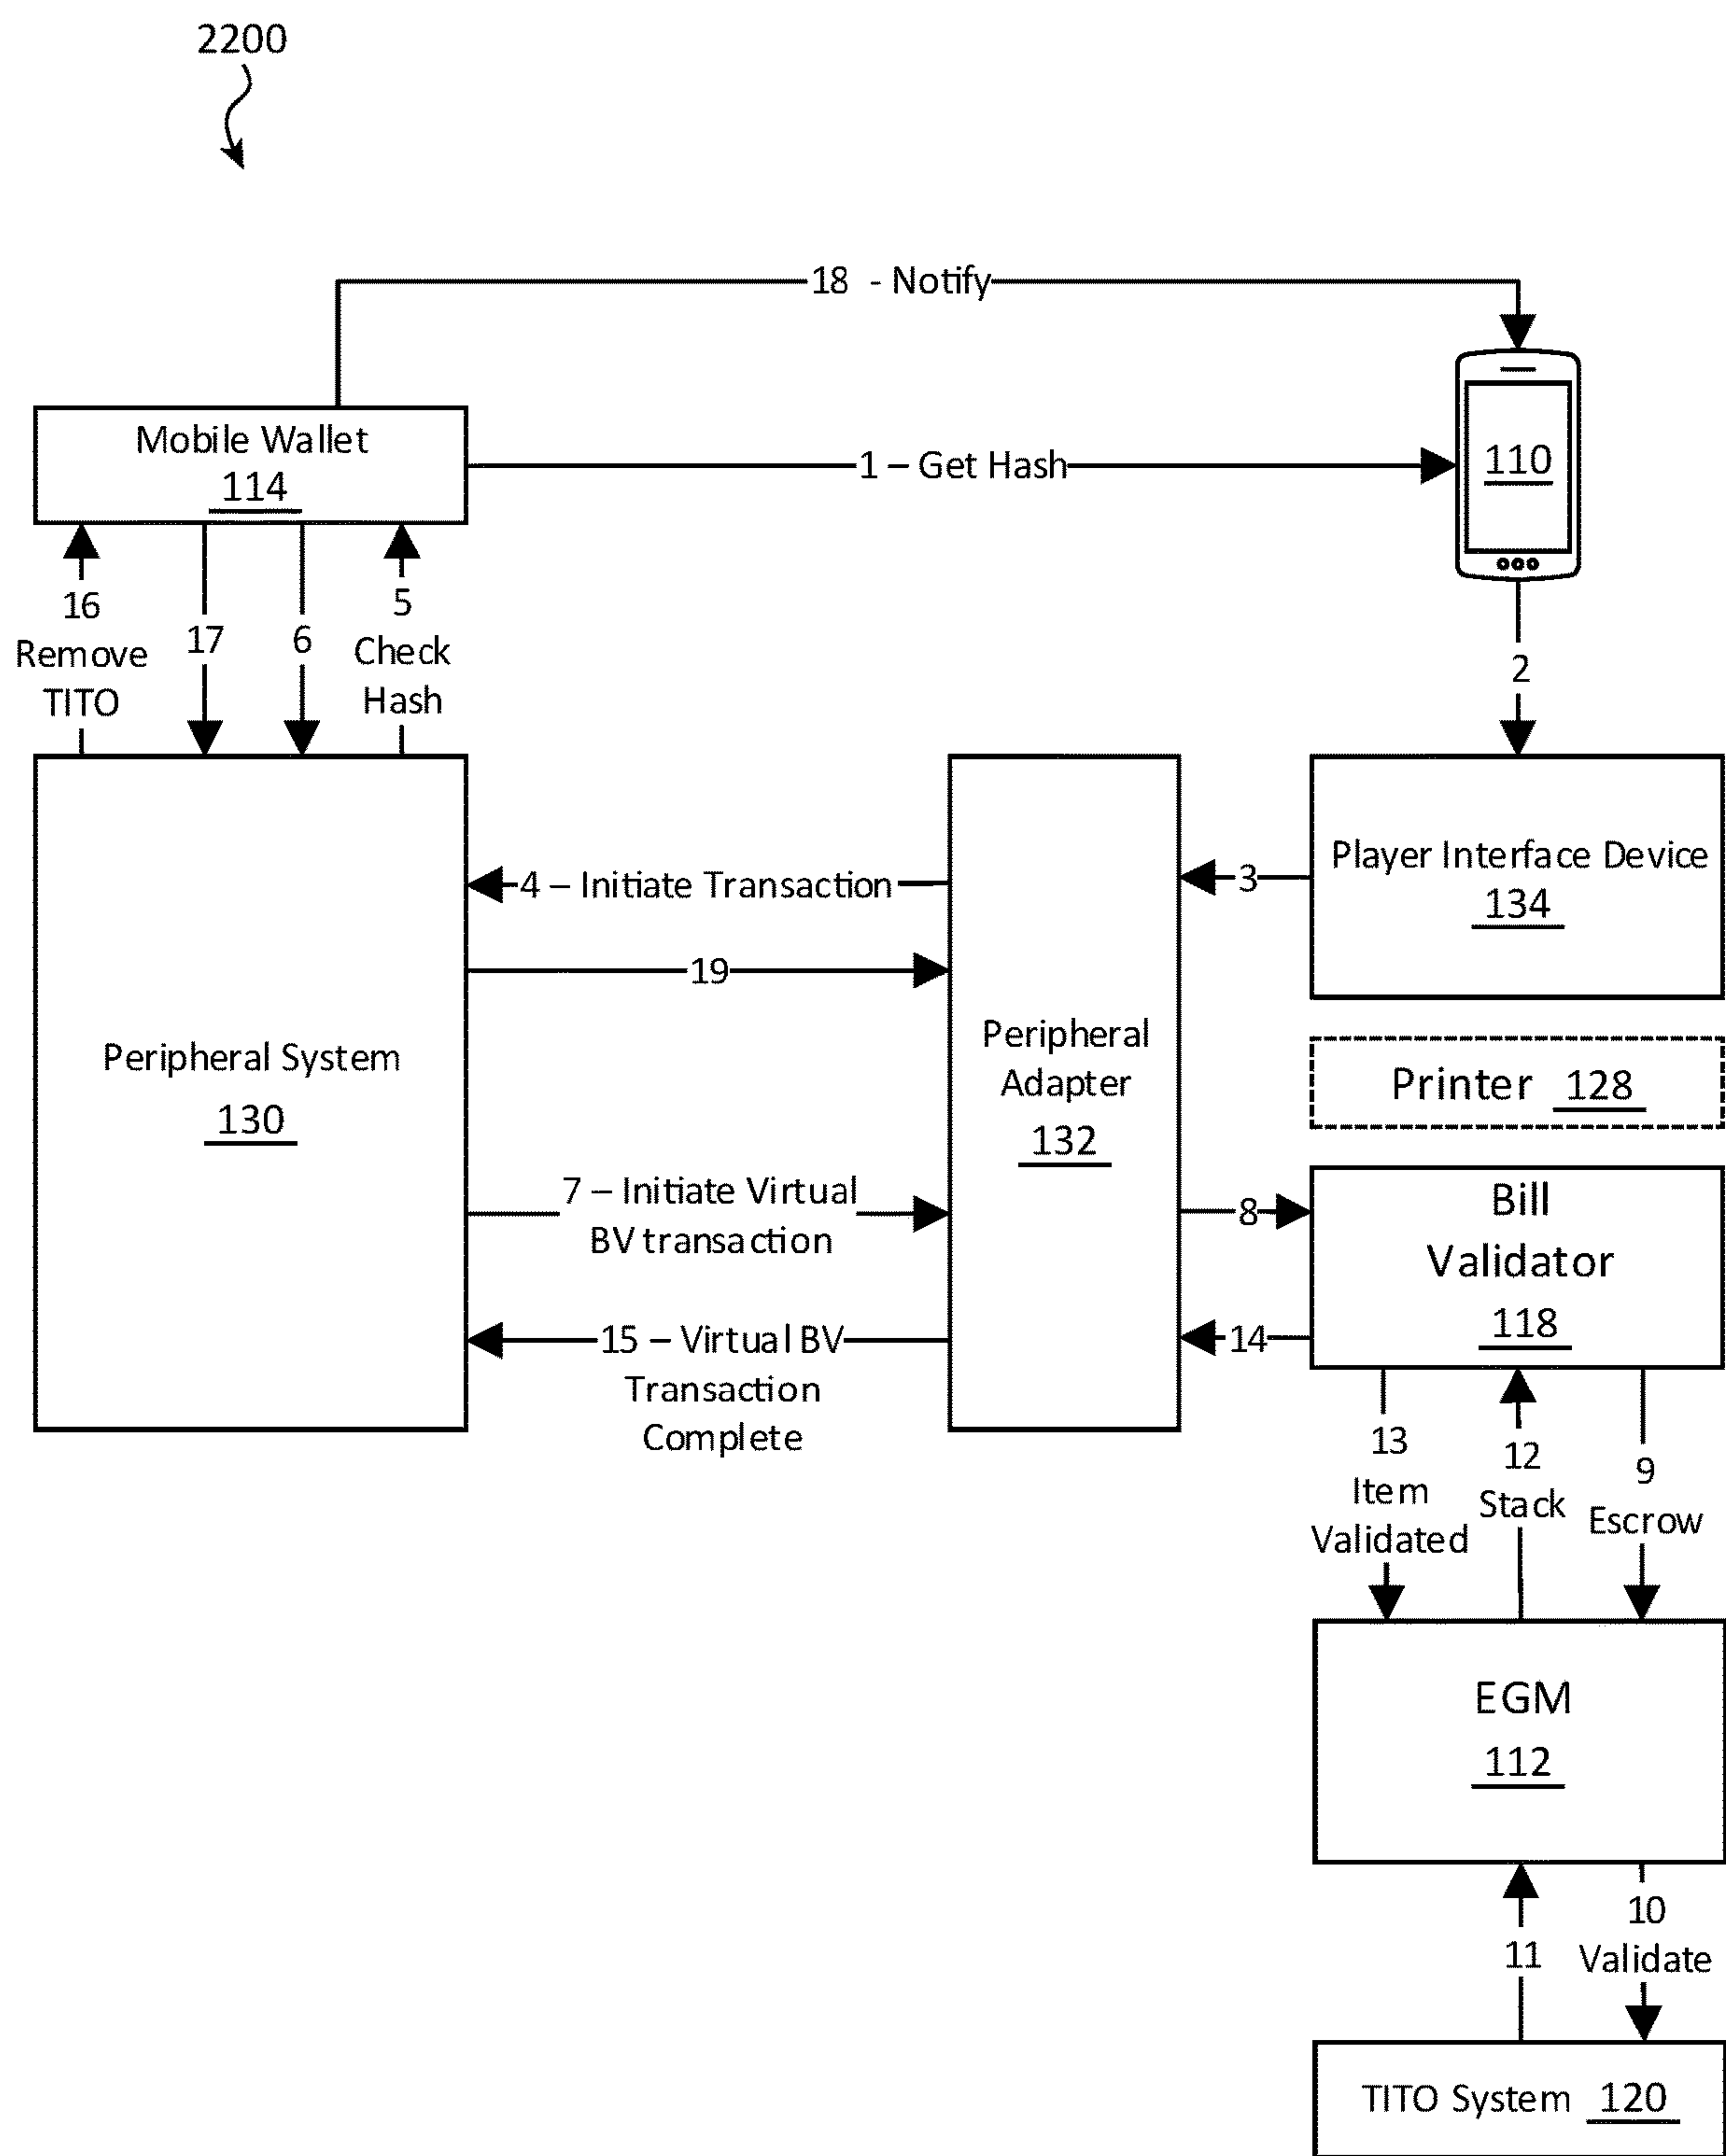 2200
18 - Notify
Mobile Wallet
114
1 – Get Hash
110
16
Remove
TITO
17
6
5
Check
Hash
2
4 – Initiate Transaction
3
Player Interface Device
134
19
Peripheral System
130
Peripheral
Adapter
132
Printer 128
7 – Initiate Virtual
BV transaction
8
Bill
Validator
118
15 – Virtual BV
Transaction
Complete
14
13
Item
Validated
12
Stack
9
Escrow
EGM
112
11
10
Validate
TITO System 120